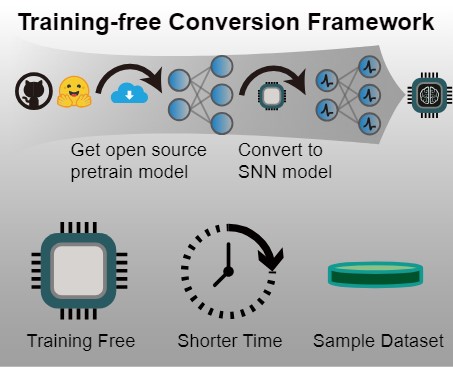 Training-free Conversion Framework
Get open source
pretrain model
Convert to
SNN model
Training Free
Shorter Time
Sample Dataset